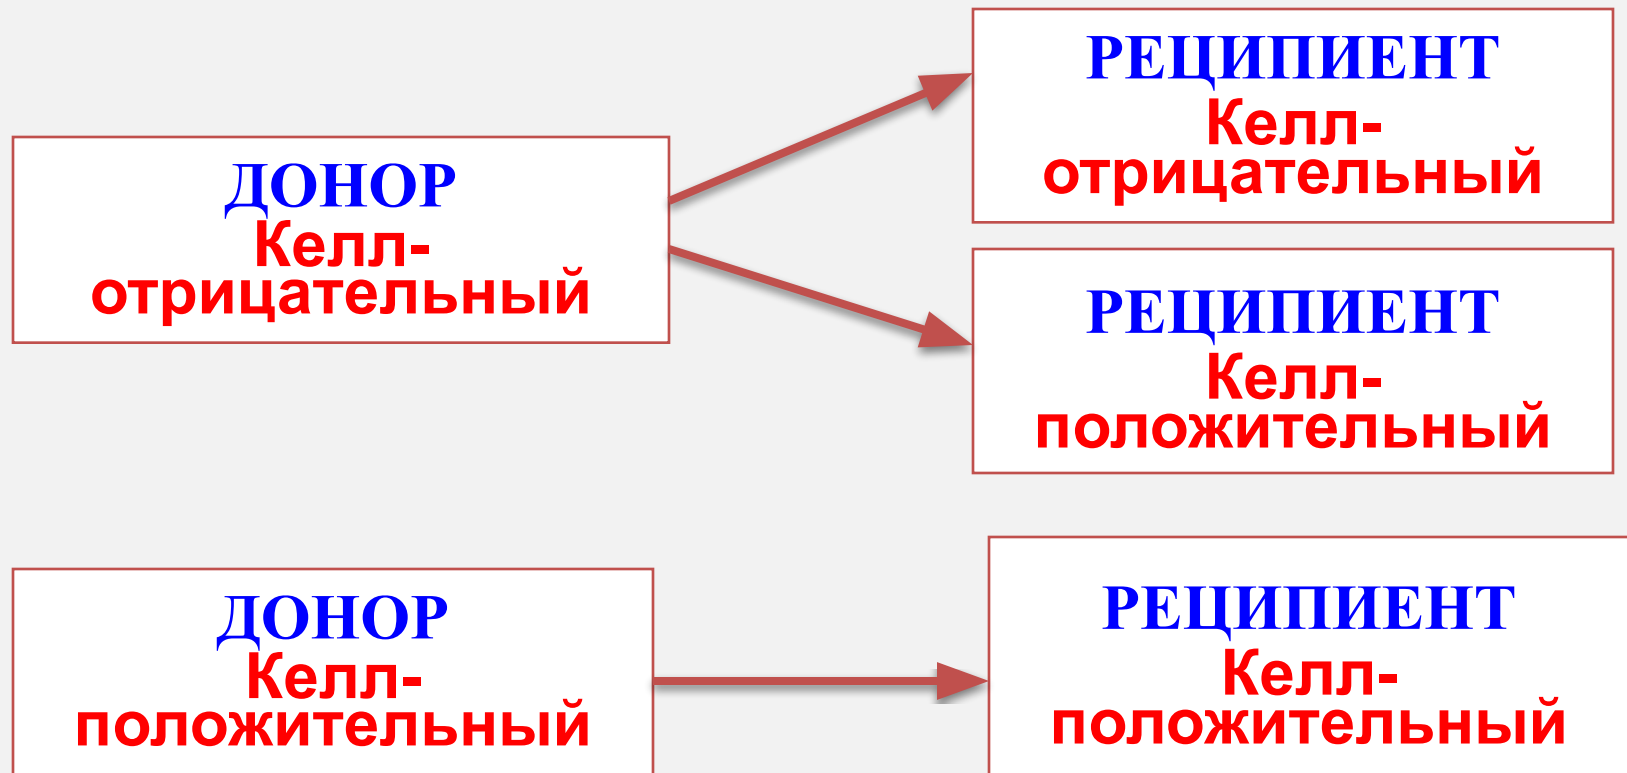 ДОНОР
Келл-
отрицательный
РЕЦИПИЕНТ
Келл-
отрицательный
РЕЦИПИЕНТ
Келл-
положительный
ДОНОР
Келл-
положительный
РЕЦИПИЕНТ
Келл-
положительный